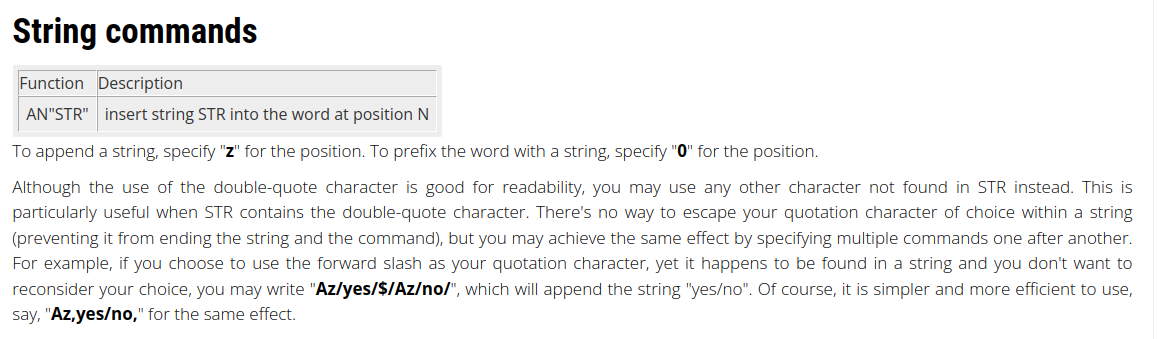 String commands
Function Description
AN"STR" insert string STR into the word at position N
To append a string, specify "z" for the position. To prefix the word with a string, specify "0" for the position.
Although the use of the double-quote character is good for readability, you may use any other character not found in STR instead. This is
particularly useful when STR contains the double-quote character. There's no way to escape your quotation character of choice within a string
(preventing it from ending the string and the command), but you may achieve the same effect by specifying multiple commands one after another.
For example, if you choose to use the forward slash as your quotation character, yet it happens to be found in a string and you don't want to
reconsider your choice, you may write "Az/yes/$/Az/no/", which will append the string "yes/no". Of course, it is simpler and more efficient to use,
say, "Az,yes/no," for the same effect.